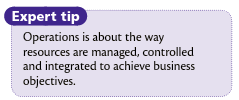 Expert tip
Operations is about the way
resources are managed, controlled
and integrated to achieve business
objectives.